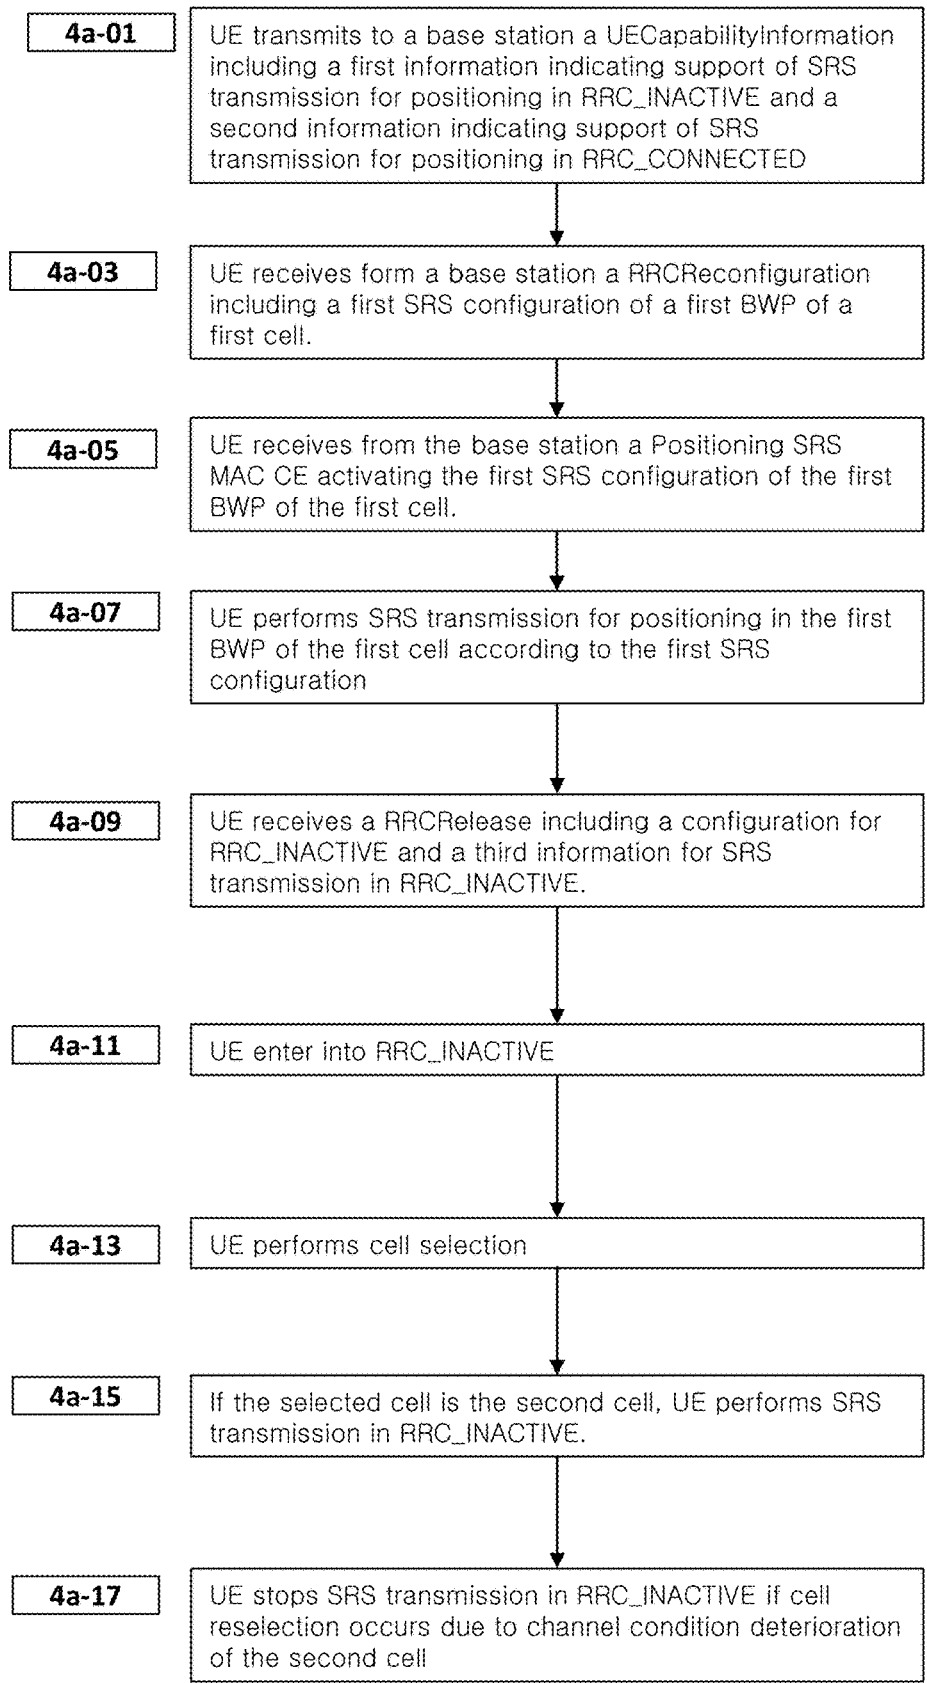 4a-01
UE transmits to a base station a UECapabilityInformation
including a first information indicating support of SRS
transmission for positioning in RRC_INACTIVE and a
second information indicating support of SRS
transmission for positioning in RRC_CONNECTED
4a-03
UE receives form a base station a RRCReconfiguration
including a first SRS configuration of a first BWP of a
first cell.
4a-05
UE receives from the base station a Positioning SRS
MAC CE activating the first SRS configuration of the first
BWP of the first cell.
4a-07
UE performs SRS transmission for positioning in the first
BWP of the first cell according to the first SRS
configuration
4a-09
UE receives a RRCRelease including a configuration for
RRC_INACTIVE and a third information for SRS
transmission in RRC_INACTIVE.
4a-11
UE enter into RRC_INACTIVE
4a-13
UE performs cell selection
4a-15
If the selected cell is the second cell, UE performs SRS
transmission in RRC_INACTIVE.
4a-17
UE stops SRS transmission in RRC_INACTIVE if cell
reselection occurs due to channel condition deterioration
of the second cell